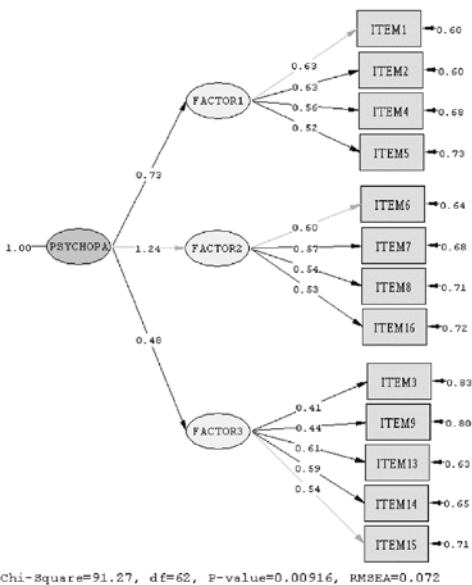 ITEM1
0.60
0.63
ITEM2
0.60
0.63
FACTOR1
ITEM4
0.68
0.56
ITEM5
0.73
0.52
0.73
ITEM6
0.64
0.60
ITEM7
0.68
0.57
1.00
PSYCHOPA
1.24
FACTOR2
ITEM8
0.71
0.54
ITEM16
0.72
0.53
0.48
ITEM3
0.83
0.41
ITEM9
0.80
0.44
FACTOR3
ITEM13
0.63
0.61
ITEM14
0.65
0.59
ITEM15
0.71
0.54
Chi-Square=91.27, df=62, P-value=0.00916, RMSEA=0.072